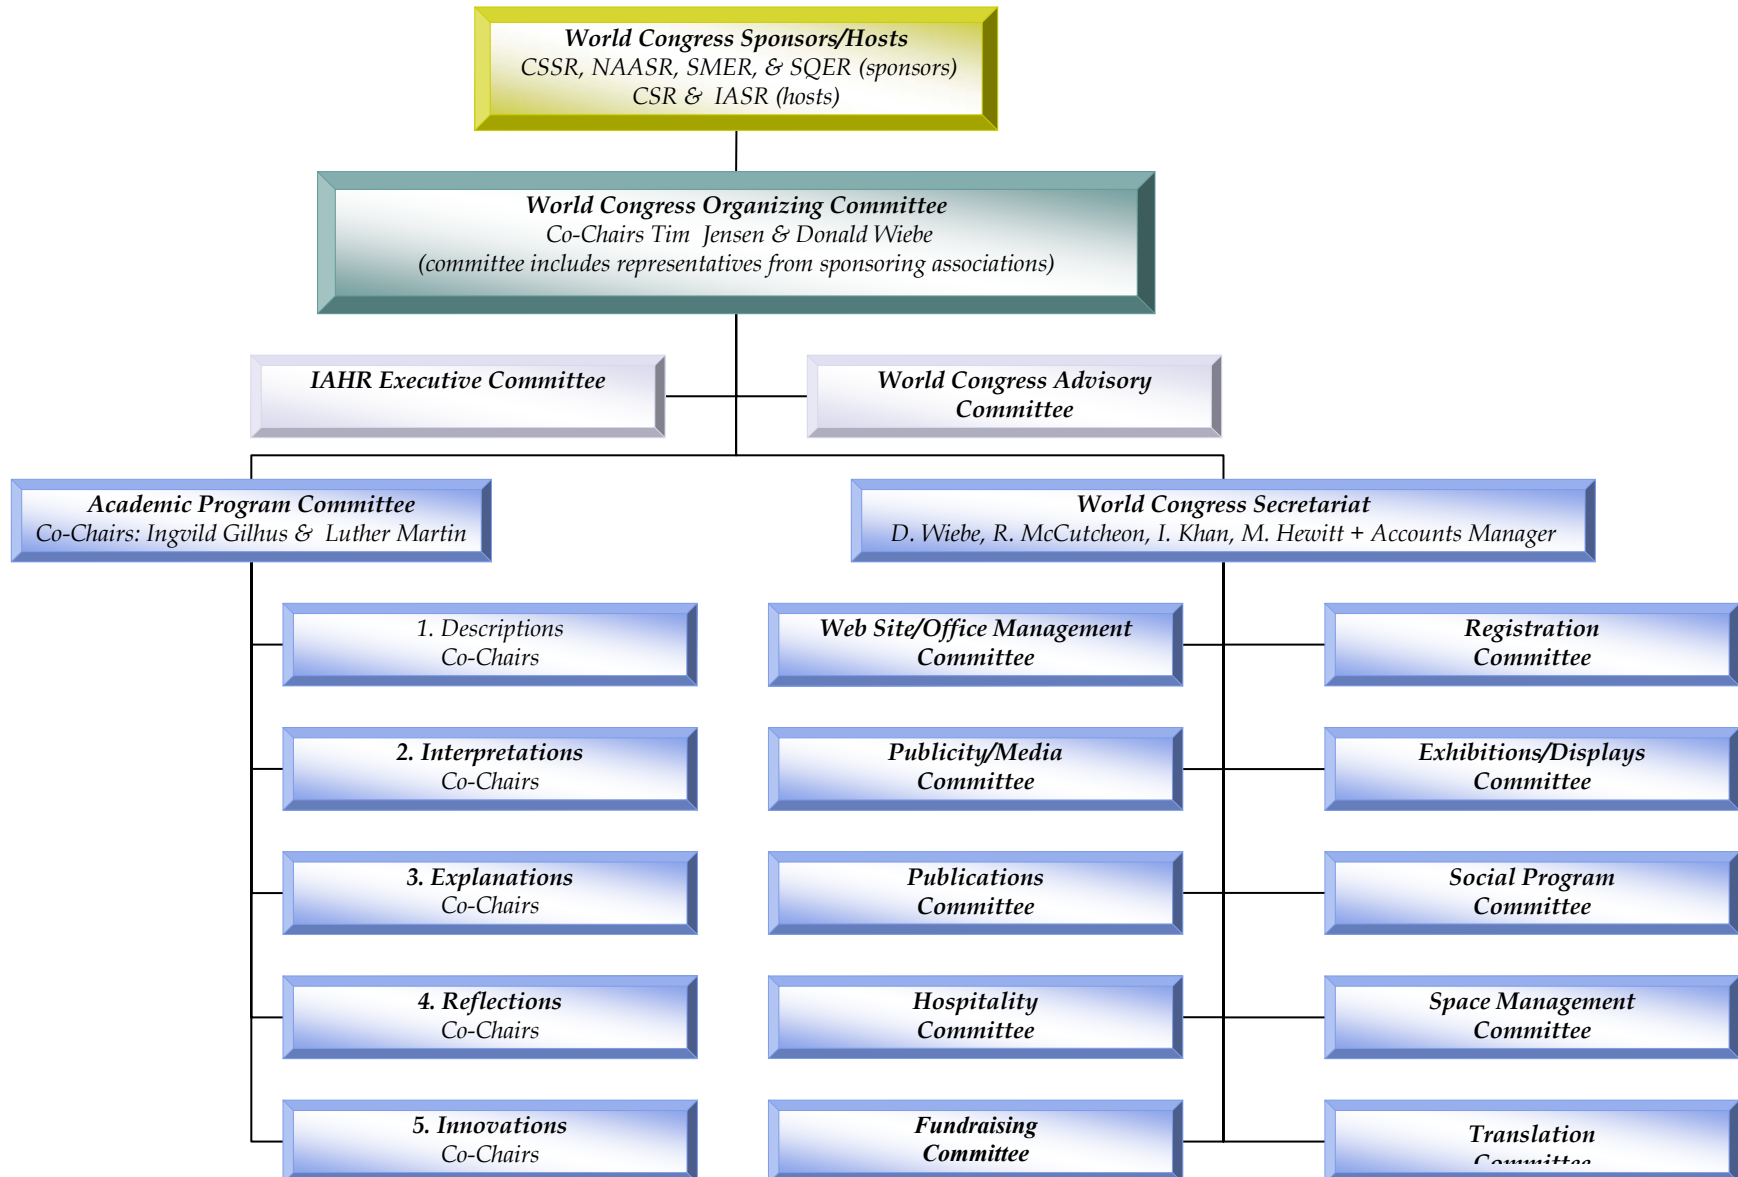 World Congress Sponsors/Hosts
CSSR, NAASR, SMER, & SQER (sponsors)
CSR & IASR (hosts)
World Congress Organizing Committee
Co-Chairs Tim Jensen & Donald Wiebe
(committee includes representatives from sponsoring associations)
IAHR Executive Committee
World Congress Advisory
Committee
Academic Program Committee
Co-Chairs: Ingvild Gilhus & Luther Martin
World Congress Secretariat
D. Wiebe, R. McCutcheon, I. Khan, M. Hewitt + Accounts Manager
1. Descriptions
Co-Chairs
Web Site/Office Management
Committee
Registration
Committee
2. Interpretations
Co-Chairs
Publicity/Media
Committee
Exhibitions/Displays
Committee
3. Explanations
Co-Chairs
Publications
Committee
Social Program
Committee
4. Reflections
Co-Chairs
Hospitality
Committee
Space Management
Committee
5. Innovations
Co-Chairs
Fundraising
Committee
Translation
Committee